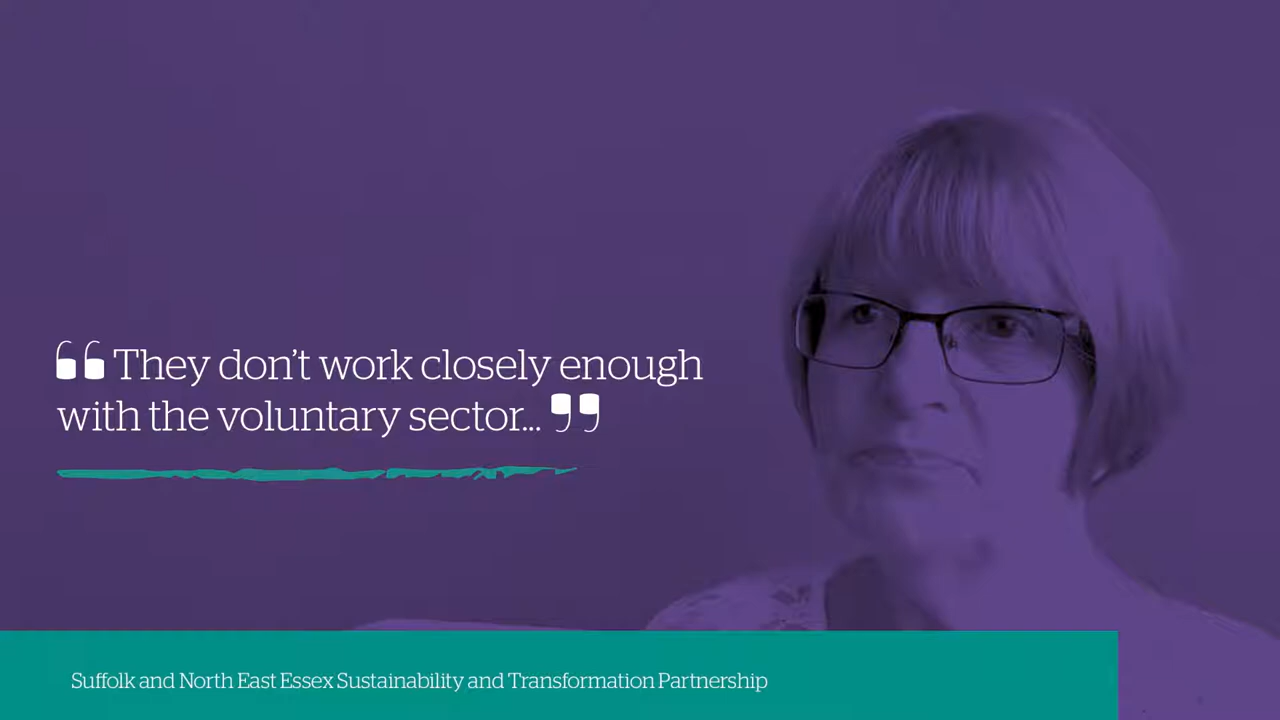 “They don’t work closely enough
with the voluntary sector...”
Suffolk and North East Essex Sustainability and Transformation Partnership